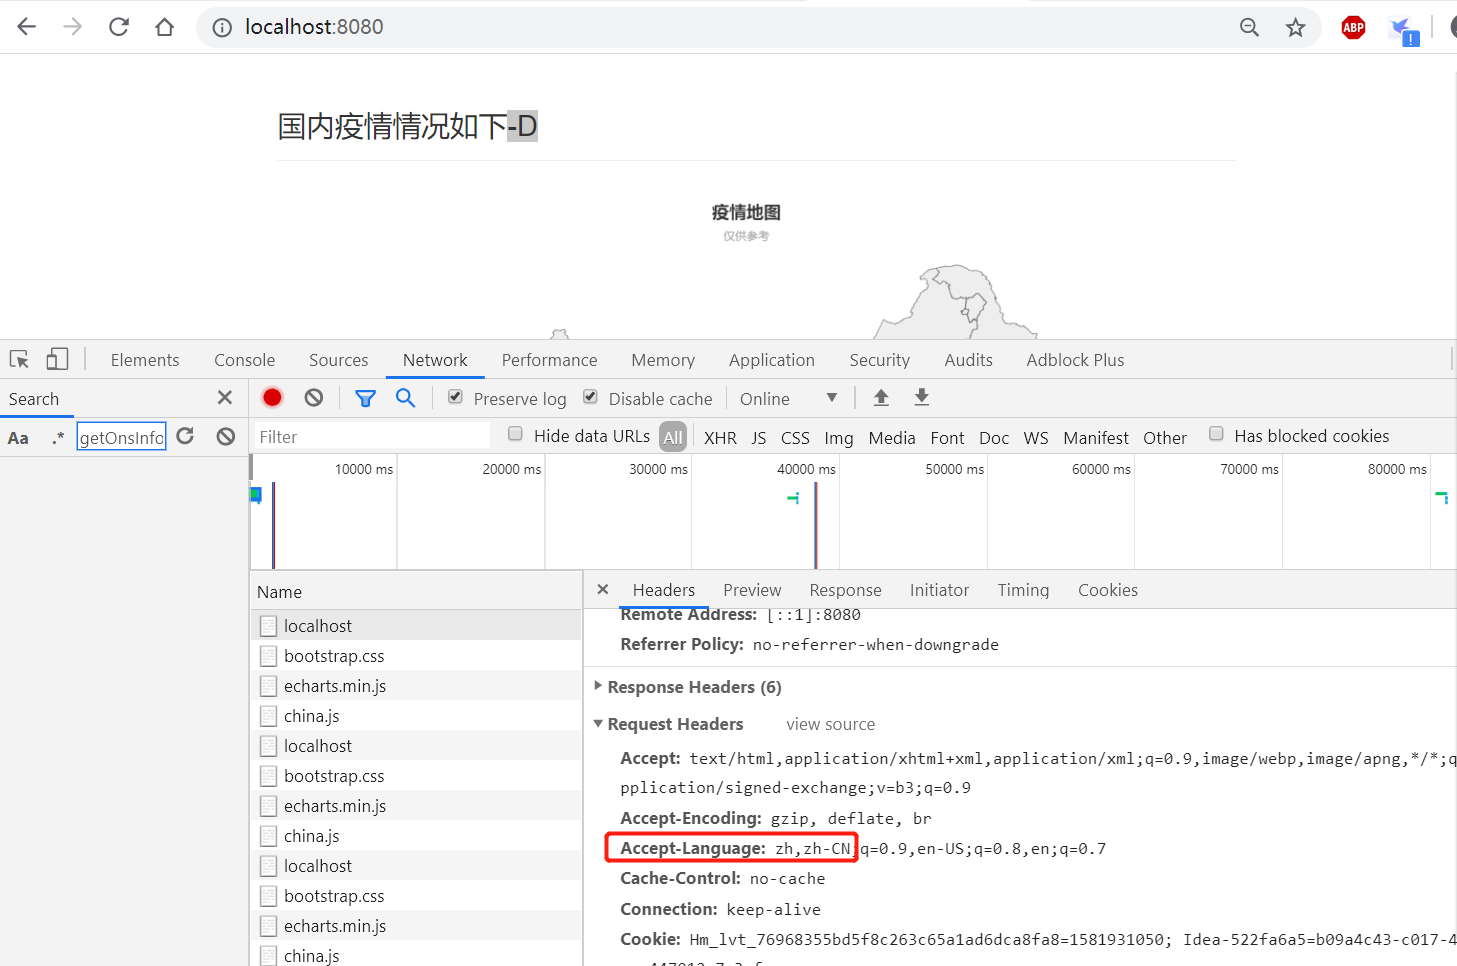 localhost:8080
ABP
!
国内疫情情况如下-D
疫情地图
仅供参考
Elements Console Sources Network Performance Memory Application Security Audits Adblock Plus
Search
Preserve log Disable cache Online
Aa .* getOnsInfo
Filter Hide data URLs All XHR JS CSS Img Media Font Doc WS Manifest Other Has blocked cookies
10000 ms 20000 ms 30000 ms 40000 ms 50000 ms 60000 ms 70000 ms 80000 ms
Name
localhost
bootstrap.css
echarts.min.js
china.js
localhost
bootstrap.css
echarts.min.js
china.js
localhost
bootstrap.css
echarts.min.js
china.js
Headers Preview Response Initiator Timing Cookies
Remote Address: [::1]:8080
Referrer Policy: no-referrer-when-downgrade
Response Headers (6)
Request Headers view source
Accept: text/html,application/xhtml+xml,application/xml;q=0.9,image/webp,image/apng,*/*;q
pplication/signed-exchange;v=b3;q=0.9
Accept-Encoding: gzip, deflate, br
Accept-Language: zh,zh-CN;q=0.9,en-US;q=0.8,en;q=0.7
Cache-Control: no-cache
Connection: keep-alive
Cookie: Hm_lvt_76968355bd5f8c263c65a1ad6dca8fa8=1581931050; Idea-522fa6a5=b09a4c43-c017-4